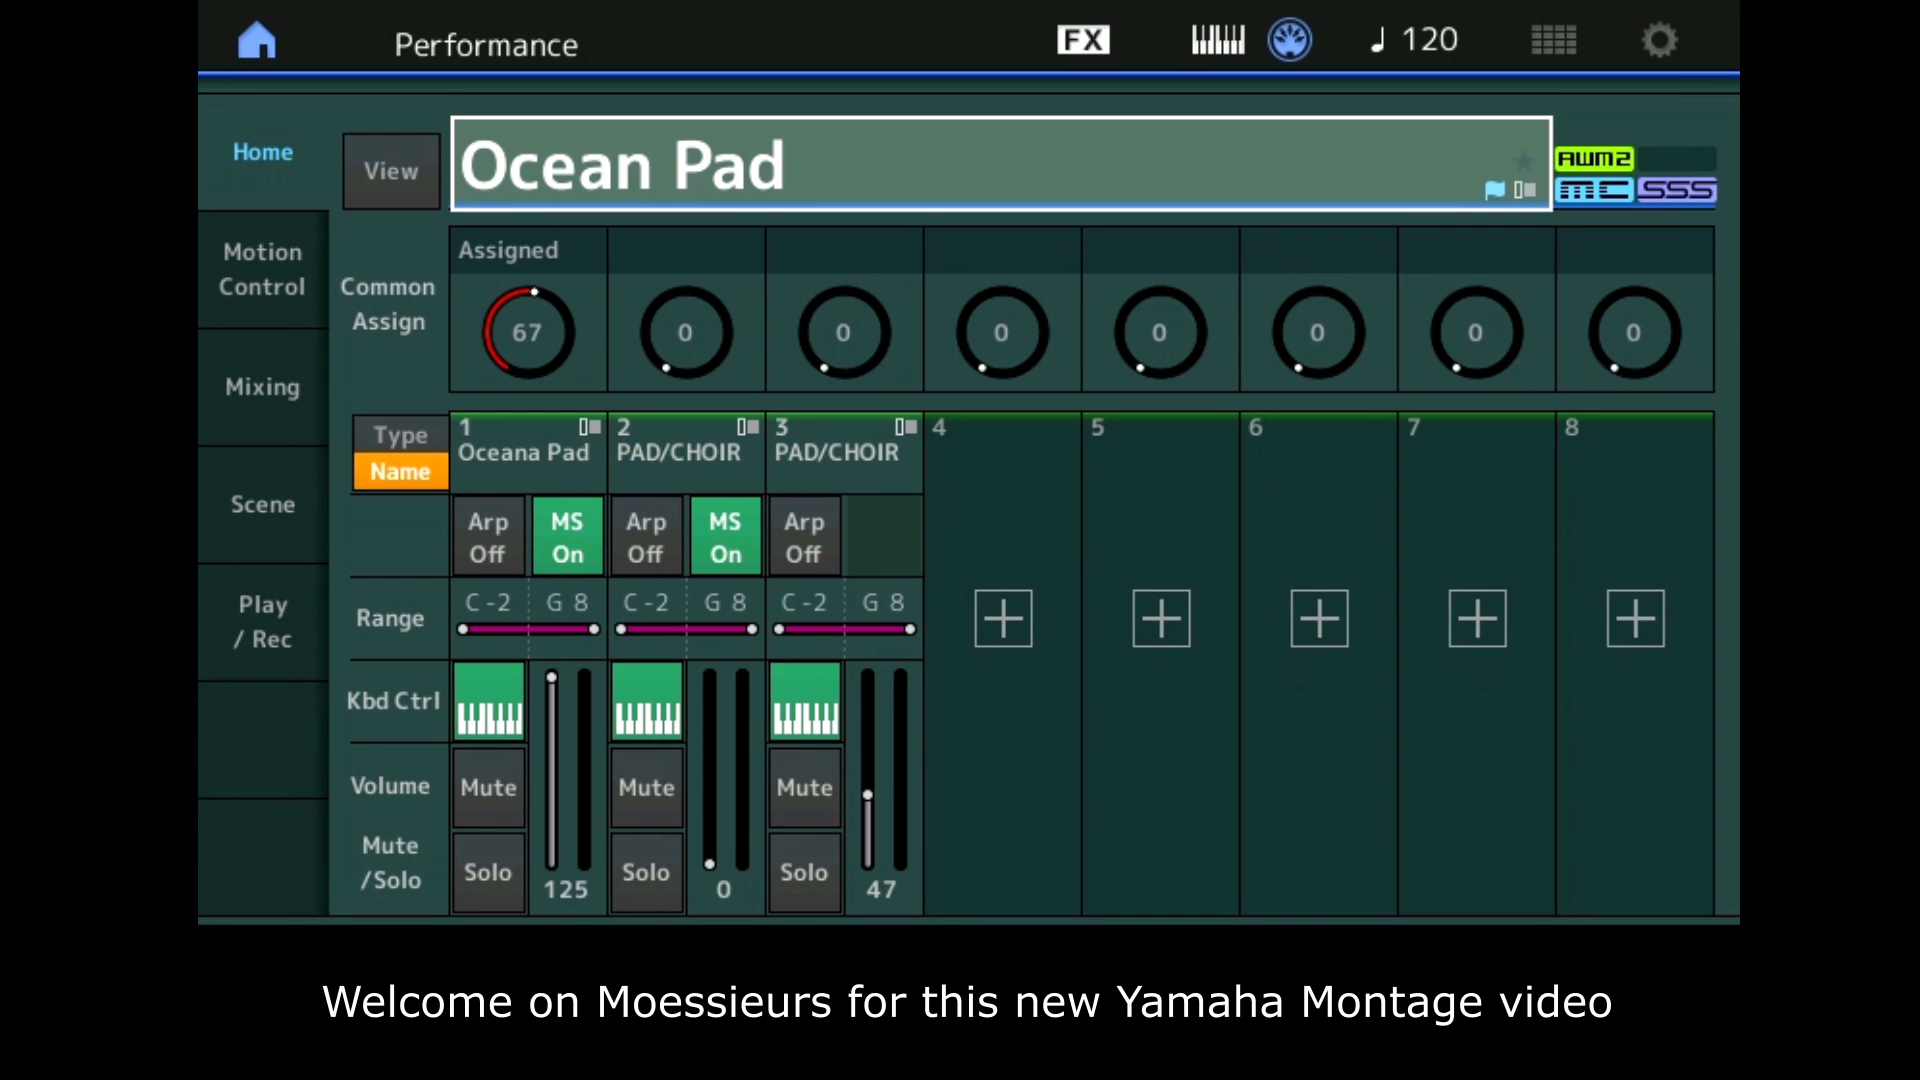 Performance
FX
120
Home
View
Ocean Pad
AWM2
MC SSS
Motion
Control
Common
Assign
Assigned
67
0
0
0
0
0
0
0
Mixing
Type
Name
1
Oceana Pad
2
PAD/CHOIR
3
PAD/CHOIR
4
5
6
7
8
Scene
Arp
Off
MS
On
Arp
Off
MS
On
Arp
Off
Play
/ Rec
Range
C -2 G 8
C -2 G 8
C -2 G 8
Kbd Ctrl
Volume
Mute
Mute
Mute
Mute
/Solo
Solo
125
Solo
0
Solo
47
Welcome on Moessieurs for this new Yamaha Montage video